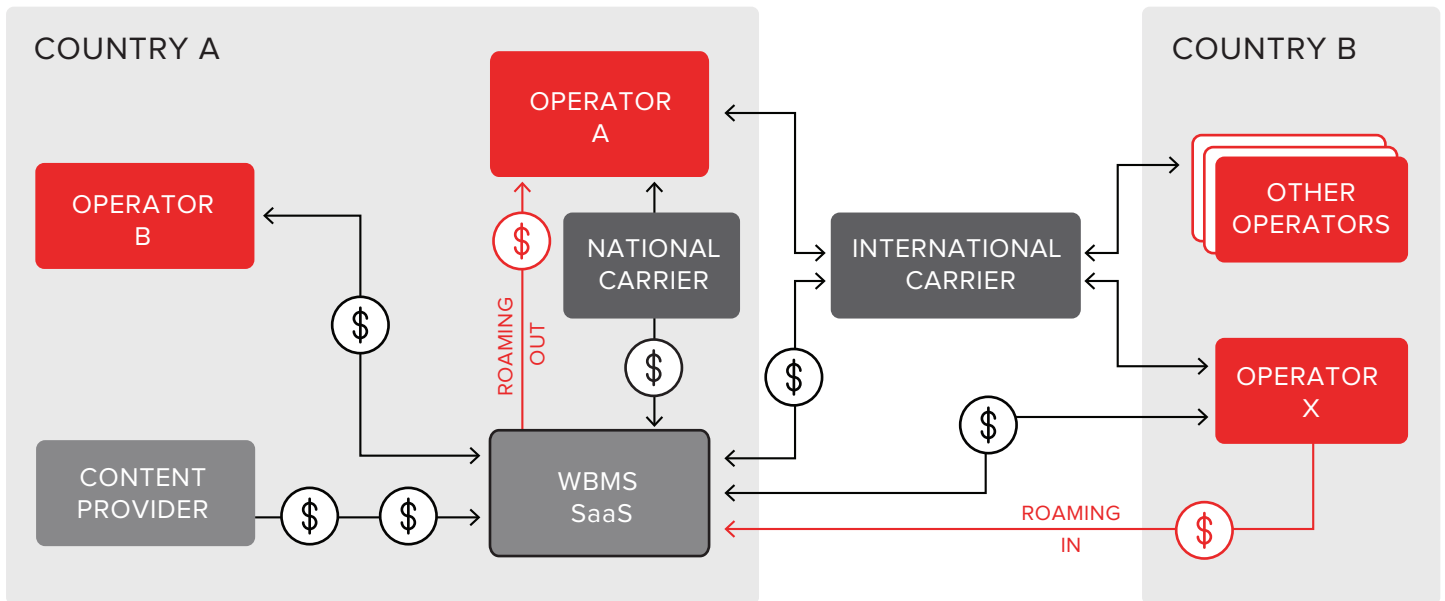 COUNTRY A
OPERATOR
A
OPERATOR
B
$
NATIONAL
CARRIER
ROAMING
OUT
$
$
CONTENT
PROVIDER
$
$
WBMS
SaaS
INTERNATIONAL
CARRIER
$
$
COUNTRY B
OTHER
OPERATORS
OPERATOR
X
ROAMING
IN
$